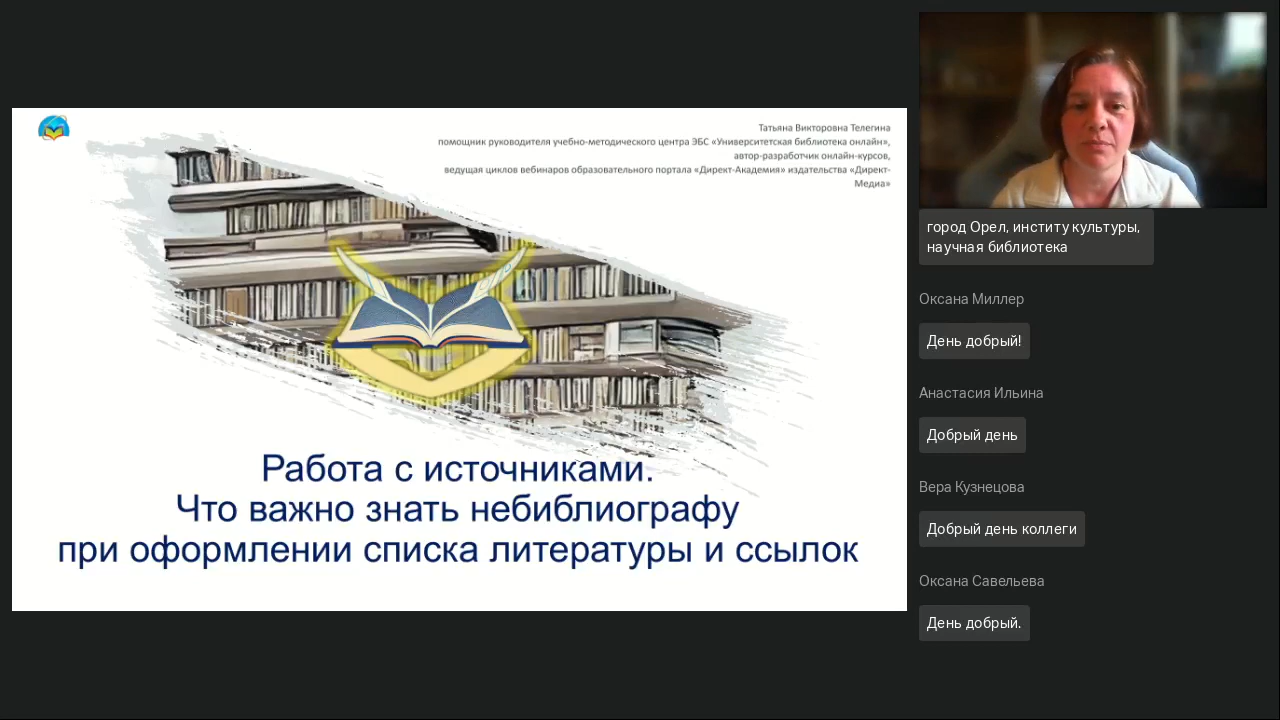 Татьяна Викторовна Телегина
помощник руководителя учебно-методического центра ЭБС «Университетская библиотека онлайн»,
автор-разработчик онлайн-курсов,
ведущая циклов вебинаров образовательного портала «Директ-Академия» издательства «Директ-
Медиа»
Работа с источниками.
Что важно знать небиблиографу
при оформлении списка литературы и ссылок
город Орел, институ культуры,
научная библиотека
Оксана Миллер
День добрый!
Анастасия Ильина
Добрый день
Вера Кузнецова
Добрый день коллеги
Оксана Савельева
День добрый.